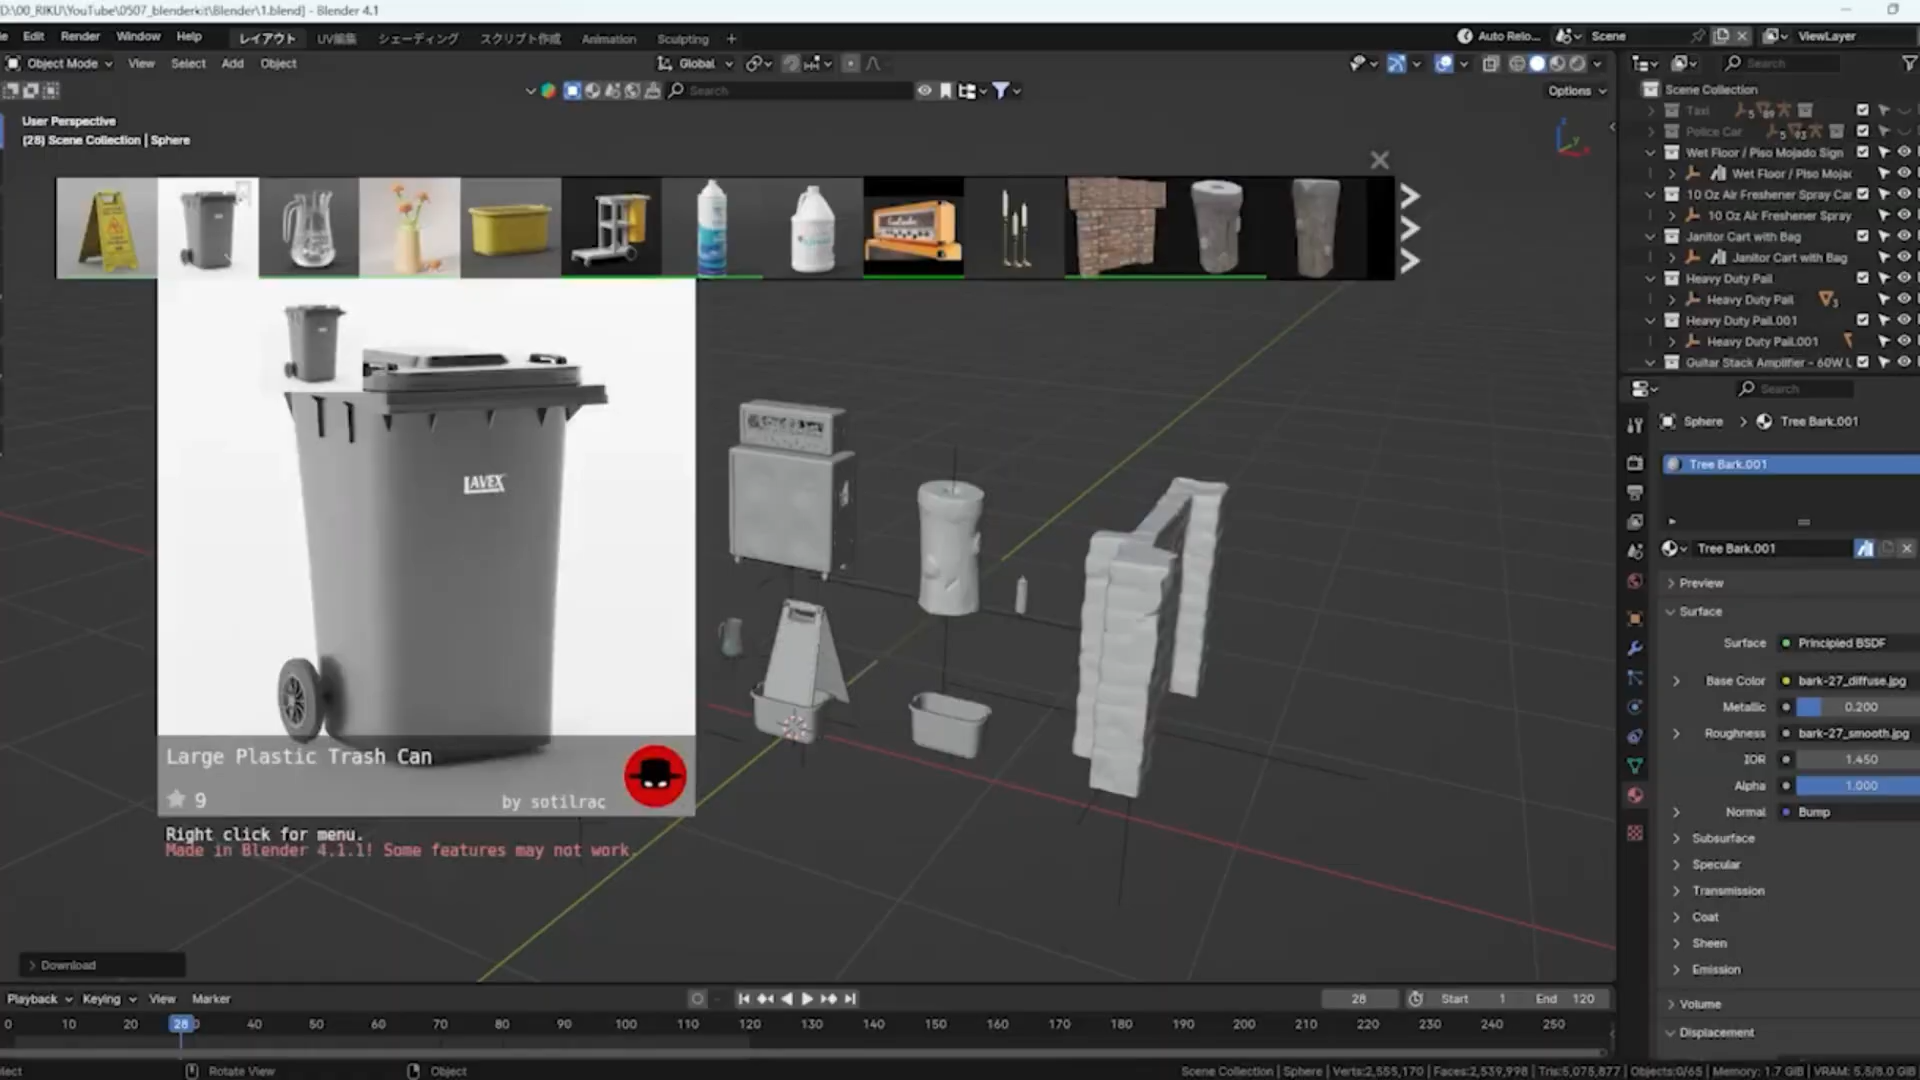 D:\00_RIKU\YouTube\0507_blenderkit\Blender\1.blend] - Blender 4.1
Edit Render Window Help レイアウト UV編集 シェーディング スクリプト作成 Animation Sculpting + Auto Relo... Scene ViewLayer
Object Mode View Select Add Object Global Search
Search Options
User Perspective
(28) Scene Collection | Sphere
Scene Collection
Taxi 5 89
Police Car 5 93
Wet Floor / Piso Mojado Sign
Wet Floor / Piso Mojac
10 Oz Air Freshener Spray Car
10 Oz Air Freshener Spray
Janitor Cart with Bag
Janitor Cart with Bag
Heavy Duty Pail
Heavy Duty Pail 3
Heavy Duty Pail.001
Heavy Duty Pail.001
Guitar Stack Amplifier - 60W
LAVEX
Large Plastic Trash Can
9 by sotilrac
Right click for menu.
Made in Blender 4.1.1! Some features may not work.
Download
Search
Sphere > Tree Bark.001
Tree Bark.001
Tree Bark.001
Preview
Surface
Surface Principled BSDF
Base Color bark-27_diffuse.jpg
Metallic 0.200
Roughness bark-27_smooth.jpg
IOR 1.450
Alpha 1.000
Normal Bump
Subsurface
Specular
Transmission
Coat
Sheen
Emission
Volume
Displacement
Playback Keying View Marker 28 Start 1 End 120
0 10 20 28 40 50 60 70 80 90 100 110 120 130 140 150 160 170 180 190 200 210 220 230 240 250
lect Rotate View Object Scene Collection | Sphere | Verts:2,555,170 | Faces:2,539,998 | Tris:5,075,877 | Objects:0/65 | Memory: 1.7 GiB | VRAM: 5.5/8.0 GiB